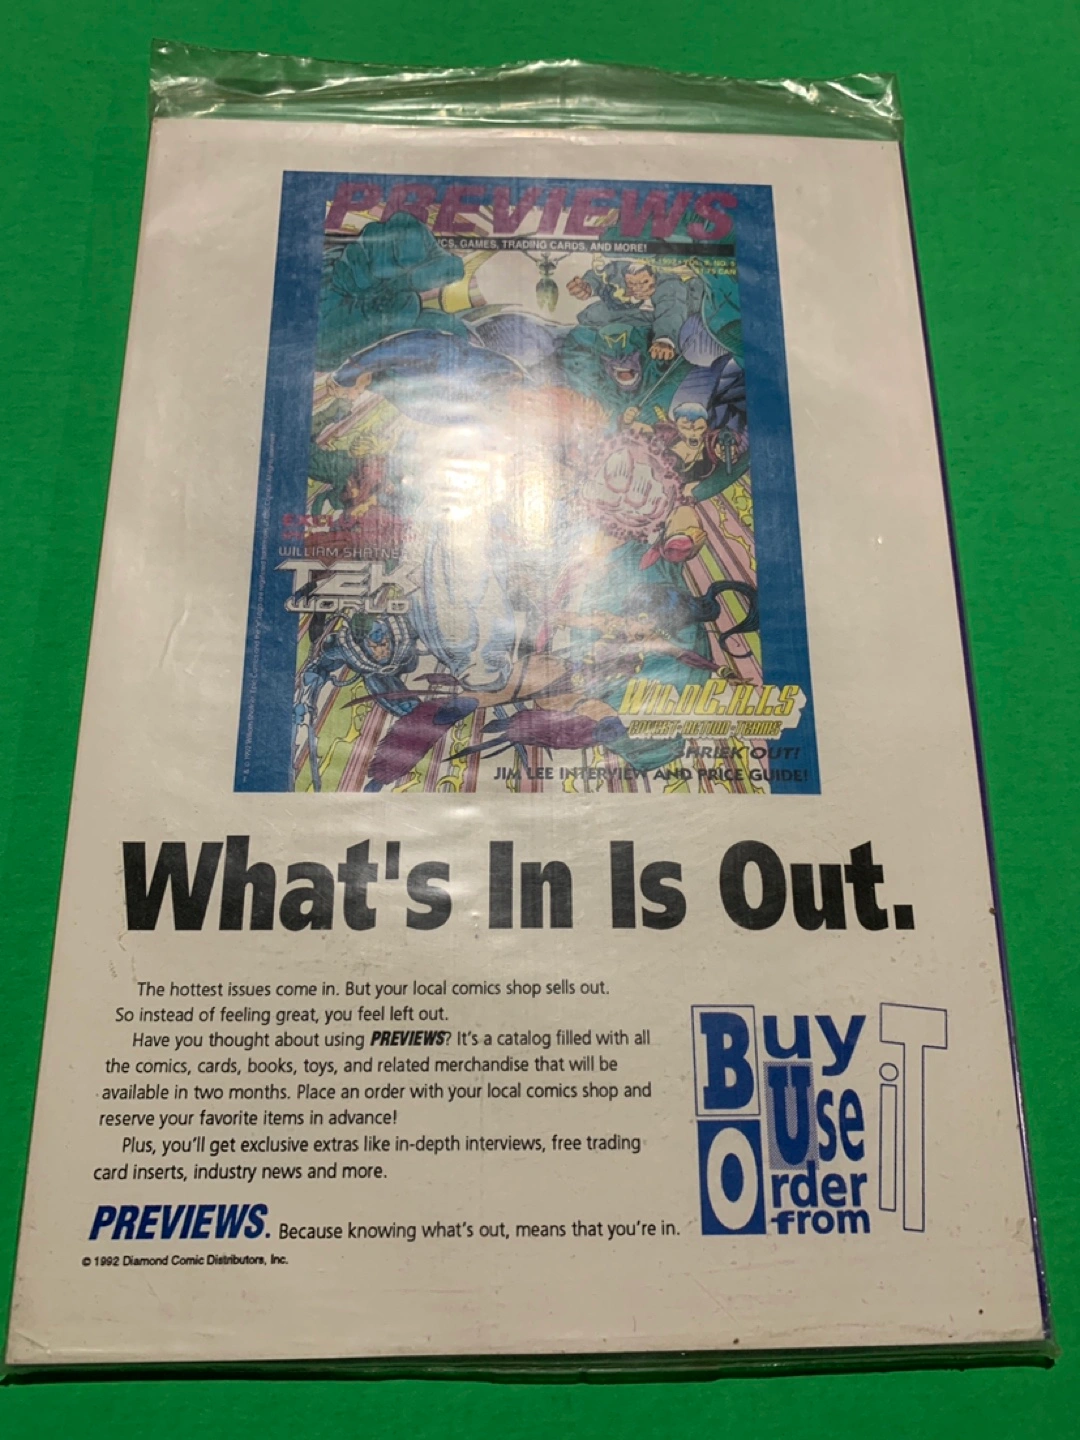 PREVIEWS
ICS, GAMES, TRADING CARDS, AND MORE!
WILLIAM SHATNE
TEK
WORLD
WILDC.A.T.S
COVERT-ACTION-TEAMS
SHRIEK OUT!
JIM LEE INTERVIEW AND PRICE GUIDE!
What's In Is Out.
The hottest issues come in. But your local comics shop sells out.
So instead of feeling great, you feel left out.
Have you thought about using PREVIEWS? It's a catalog filled with all
the comics, cards, books, toys, and related merchandise that will be
available in two months. Place an order with your local comics shop and
reserve your favorite items in advance!
Plus, you'll get exclusive extras like in-depth interviews, free trading
card inserts, industry news and more.
PREVIEWS. Because knowing what's out, means that you're in.
© 1992 Diamond Comic Distributors, Inc.
Buy
Use
Order
from
iT